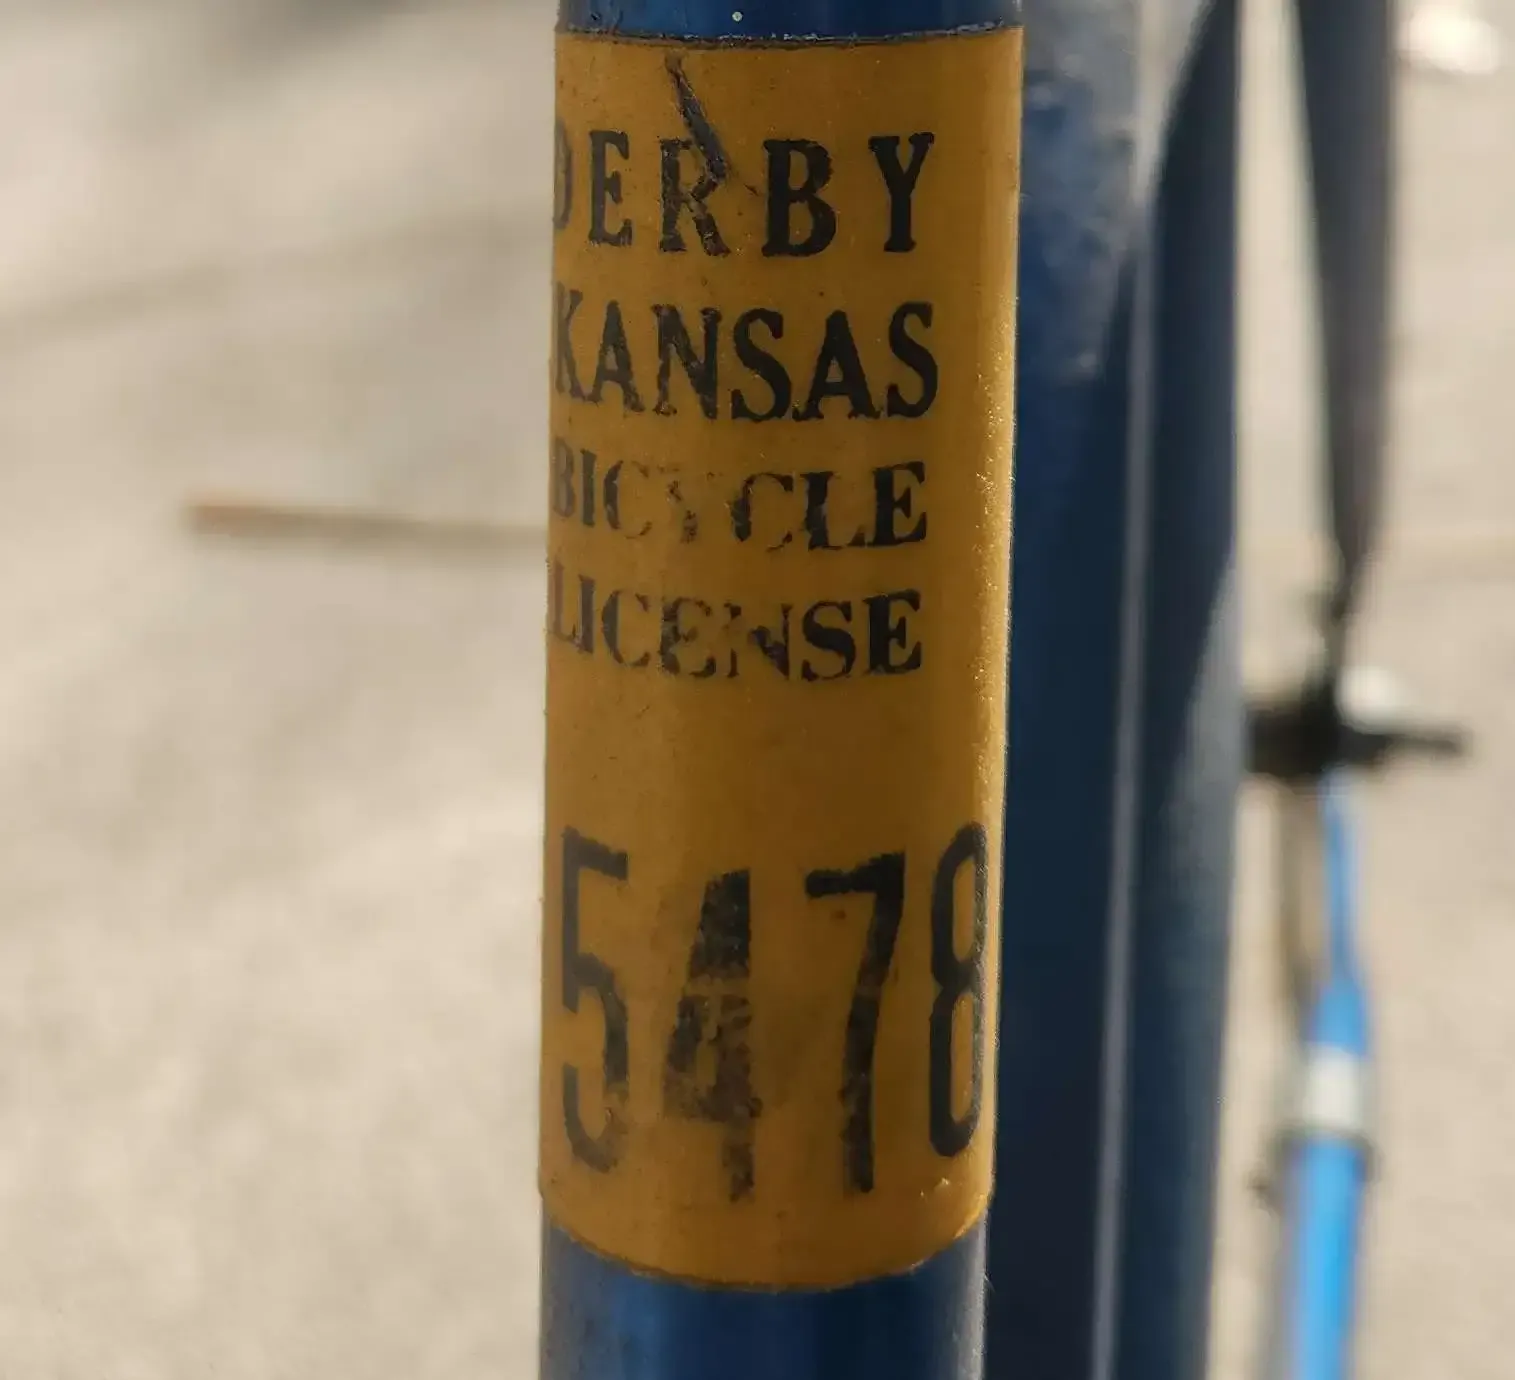 DERBY
KANSAS
BICYCLE
LICENSE
5478